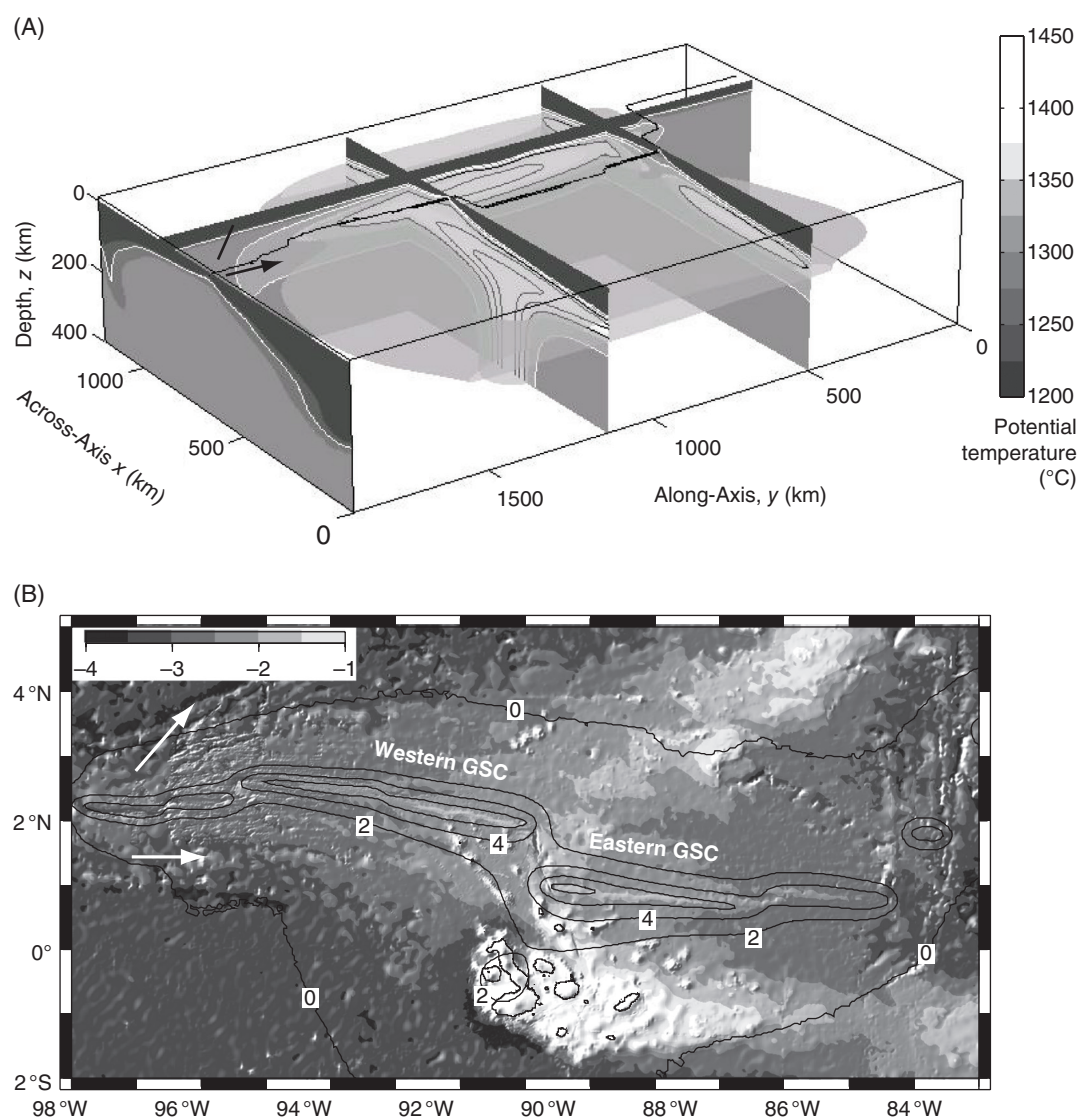 (A)
1450
1400
1350
1300
1250
1200
Potential
temperature
(°C)
0
200
400
Depth, z (km)
1000
500
0
Across-Axis x (km)
1500
1000
500
0
Along-Axis, y (km)
(B)
–4
–3
–2
–1
4 °N
2 °N
0°
2 °S
0
Western GSC
2
4
Eastern GSC
4
2
0
0
2
98 °W
96 °W
94 °W
92 °W
90 °W
88 °W
86 °W
84 °W